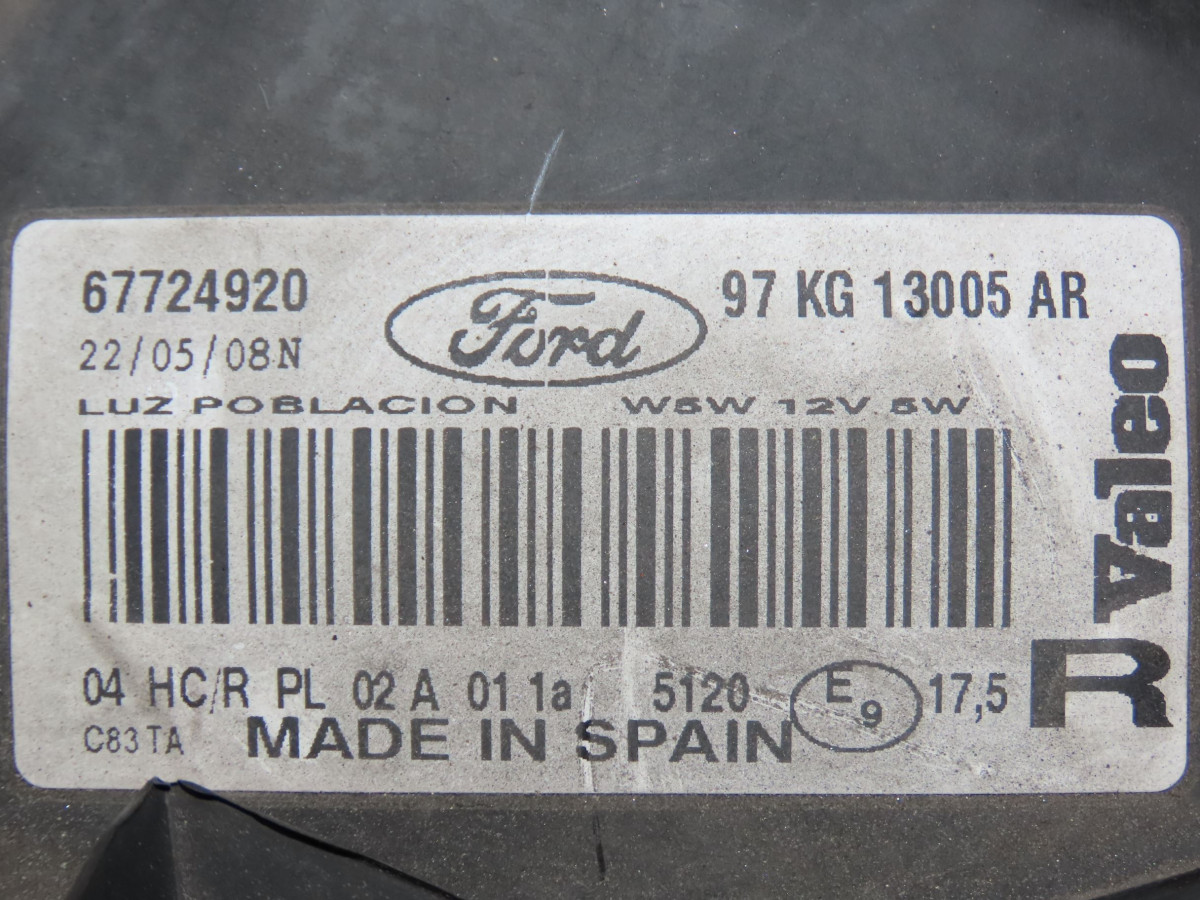 67724920
Ford
97 KG 13005 AR
22/05/08N
LUZ POBLACION W5W 12V 5W
Valeo
04 HC/R PL 02 A 01 1a 5120 E9 17,5
R
C83TA
MADE IN SPAIN